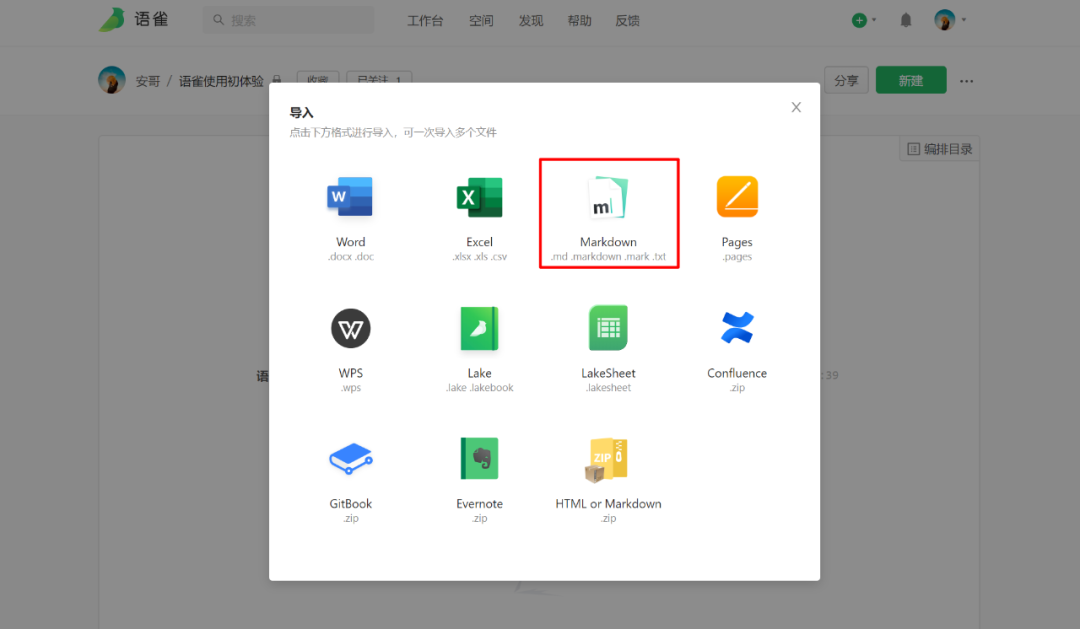 语雀
搜索
工作台 空间 发现 帮助 反馈
安哥 / 语雀使用初体验
收藏
已关注 1
分享
新建
编排目录
导入
点击下方格式进行导入，可一次导入多个文件
W
X
m
Word
Excel
Markdown
Pages
.docx .doc
.xlsx .xls .csv
.md .markdown .mark .txt
.pages
WPS
Lake
LakeSheet
Confluence
.wps
.lake .lakebook
.lakesheet
.zip
语
:39
ZIP
GitBook
Evernote
HTML or Markdown
.zip
.zip
.zip